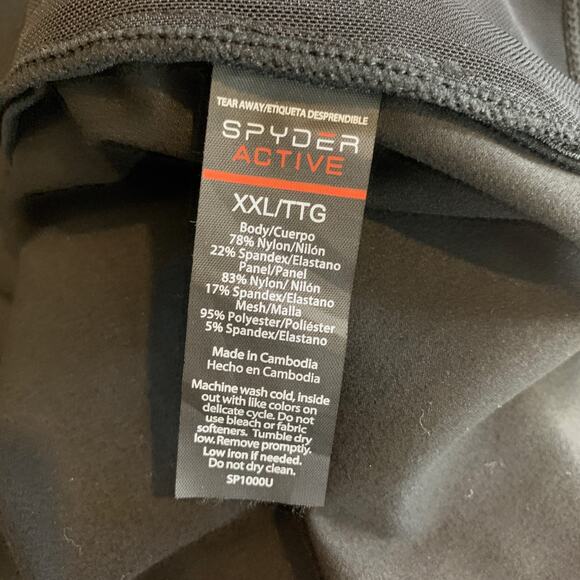 TEAR AWAY/ETIQUETA DESPRENDIBLE
SPYDER
ACTIVE
XXL/TTG
Body/Cuerpo
78% Nylon/Nilón
22% Spandex/Elastano
Panel/Panel
83% Nylon/ Nilón
17% Spandex/Elastano
Mesh/Malla
95% Polyester/Poliéster
5% Spandex/Elastano
Made in Cambodia
Hecho en Cambodia
Machine wash cold, inside
out with like colors on
delicate cycle. Do not
use bleach or fabric
softeners. Tumble dry
low. Remove promptly.
Low Iron If needed.
Do not dry clean.
SP1000U